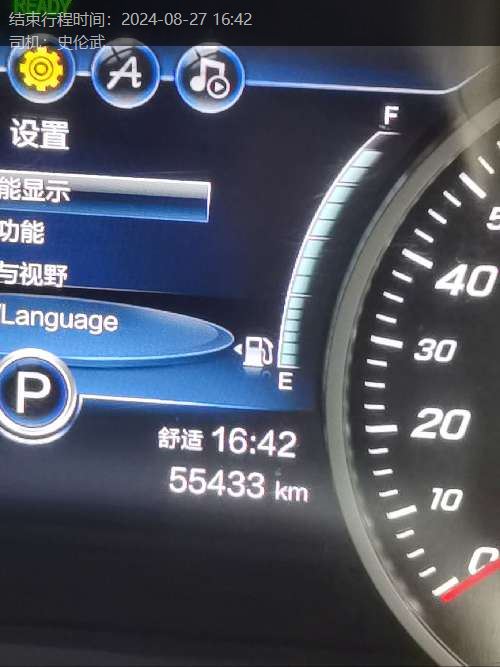 READY
结束行程时间：2024-08-27 16:42
司机：史伦武
设置
能显示
功能
与视野
/Language
F
E
P
舒适 16:42
55433 km
5
40
30
20
10
0